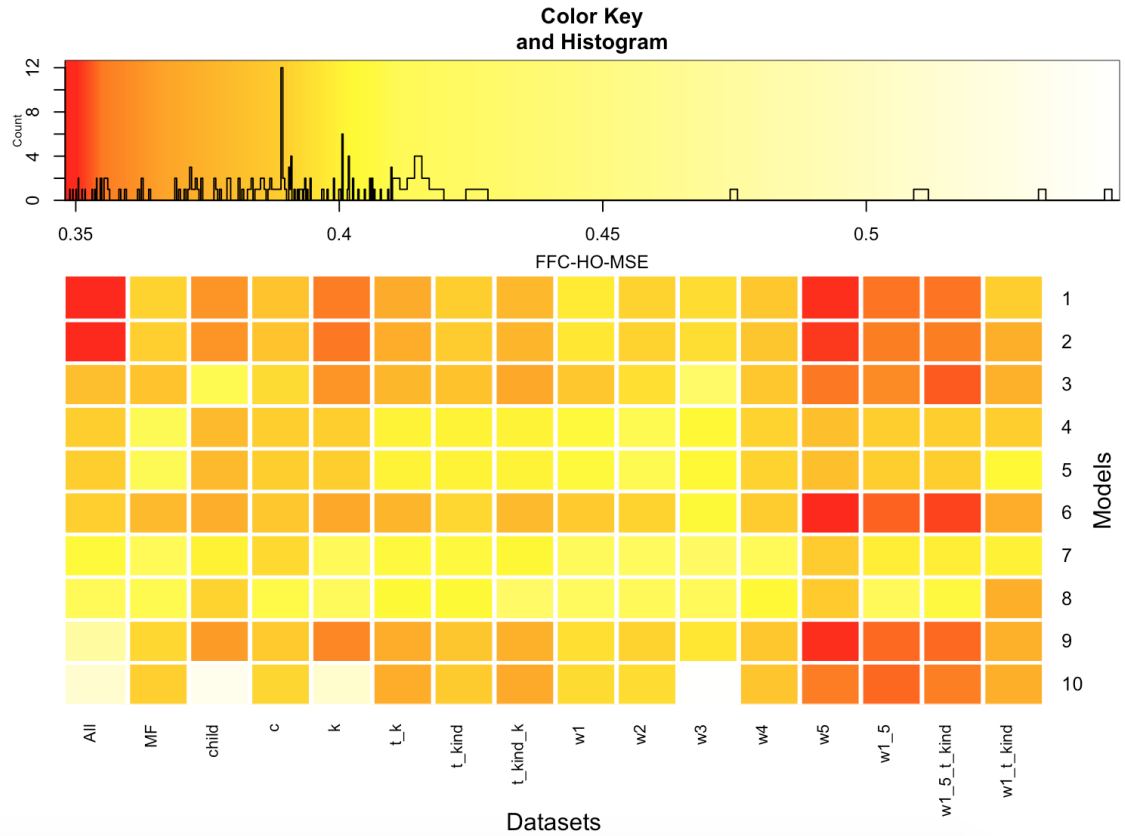 Color Key
and Histogram
Count
0 4 8 12
0.35 0.4 0.45 0.5
FFC-HO-MSE
1
2
3
4
5
6
7
8
9
10
Models
All MF child c k t_k t_kind t_kind_k w1 w2 w3 w4 w5 w1_5 w1_5_t_kind w1_t_kind
Datasets